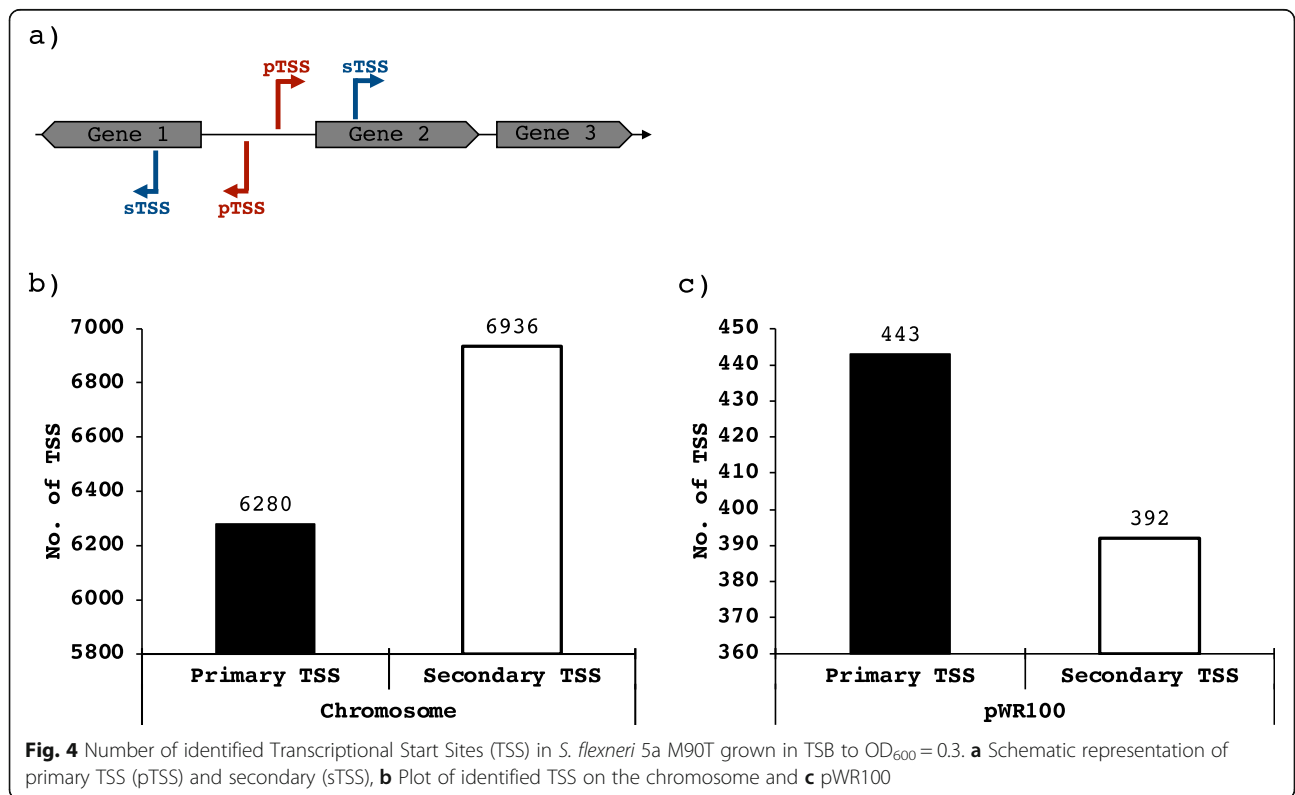 a)
pTSS
sTSS
Gene 1
Gene 2
Gene 3
sTSS
pTSS
b)
7000
6800
6600
6400
6200
6000
5800
No. of TSS
6280
6936
Primary TSS
Secondary TSS
Chromosome
c)
450
440
430
420
410
400
390
380
370
360
No. of TSS
443
392
Primary TSS
Secondary TSS
pWR100
Fig. 4 Number of identified Transcriptional Start Sites (TSS) in S. flexneri 5a M90T grown in TSB to OD600 = 0.3. a Schematic representation of
primary TSS (pTSS) and secondary (sTSS), b Plot of identified TSS on the chromosome and c pWR100